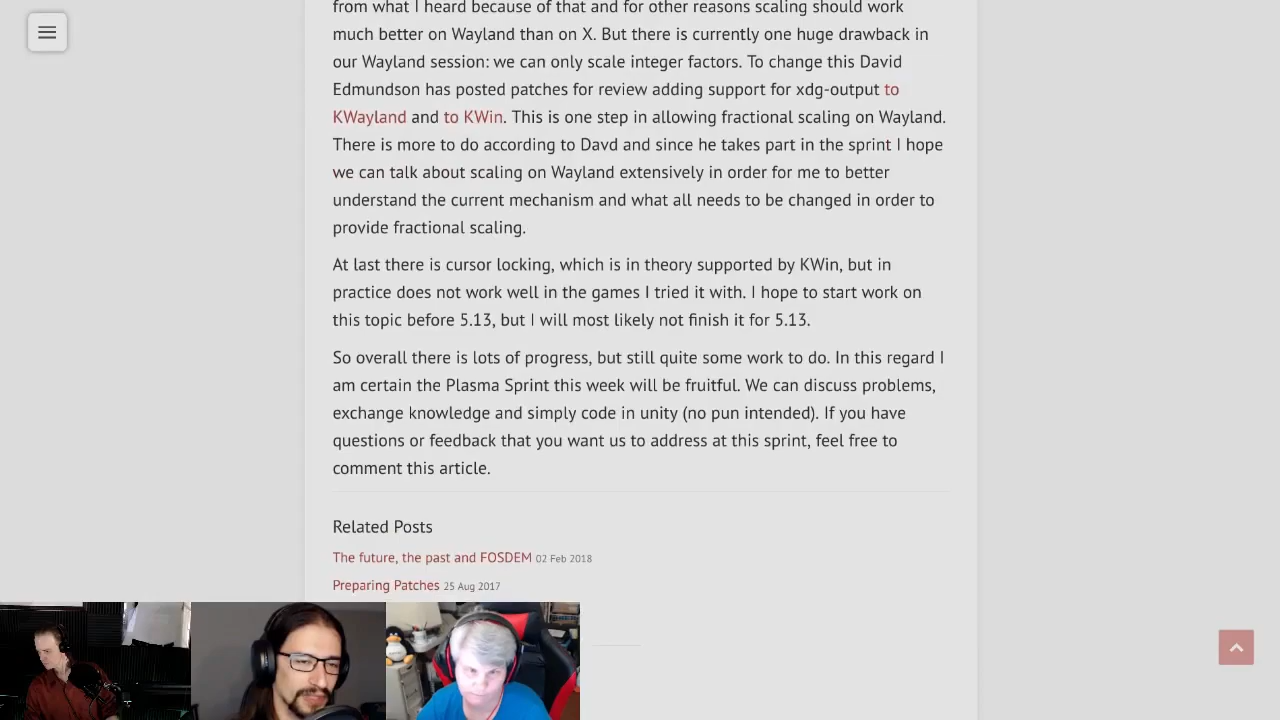 from what I heard because of that and for other reasons scaling should work
much better on Wayland than on X. But there is currently one huge drawback in
our Wayland session: we can only scale integer factors. To change this David
Edmundson has posted patches for review adding support for xdg-output to
KWayland and to KWin. This is one step in allowing fractional scaling on Wayland.
There is more to do according to Davd and since he takes part in the sprint I hope
we can talk about scaling on Wayland extensively in order for me to better
understand the current mechanism and what all needs to be changed in order to
provide fractional scaling.
At last there is cursor locking, which is in theory supported by KWin, but in
practice does not work well in the games I tried it with. I hope to start work on
this topic before 5.13, but I will most likely not finish it for 5.13.
So overall there is lots of progress, but still quite some work to do. In this regard I
am certain the Plasma Sprint this week will be fruitful. We can discuss problems,
exchange knowledge and simply code in unity (no pun intended). If you have
questions or feedback that you want us to address at this sprint, feel free to
comment this article.
Related Posts
The future, the past and FOSDEM 02 Feb 2018
Preparing Patches 25 Aug 2017